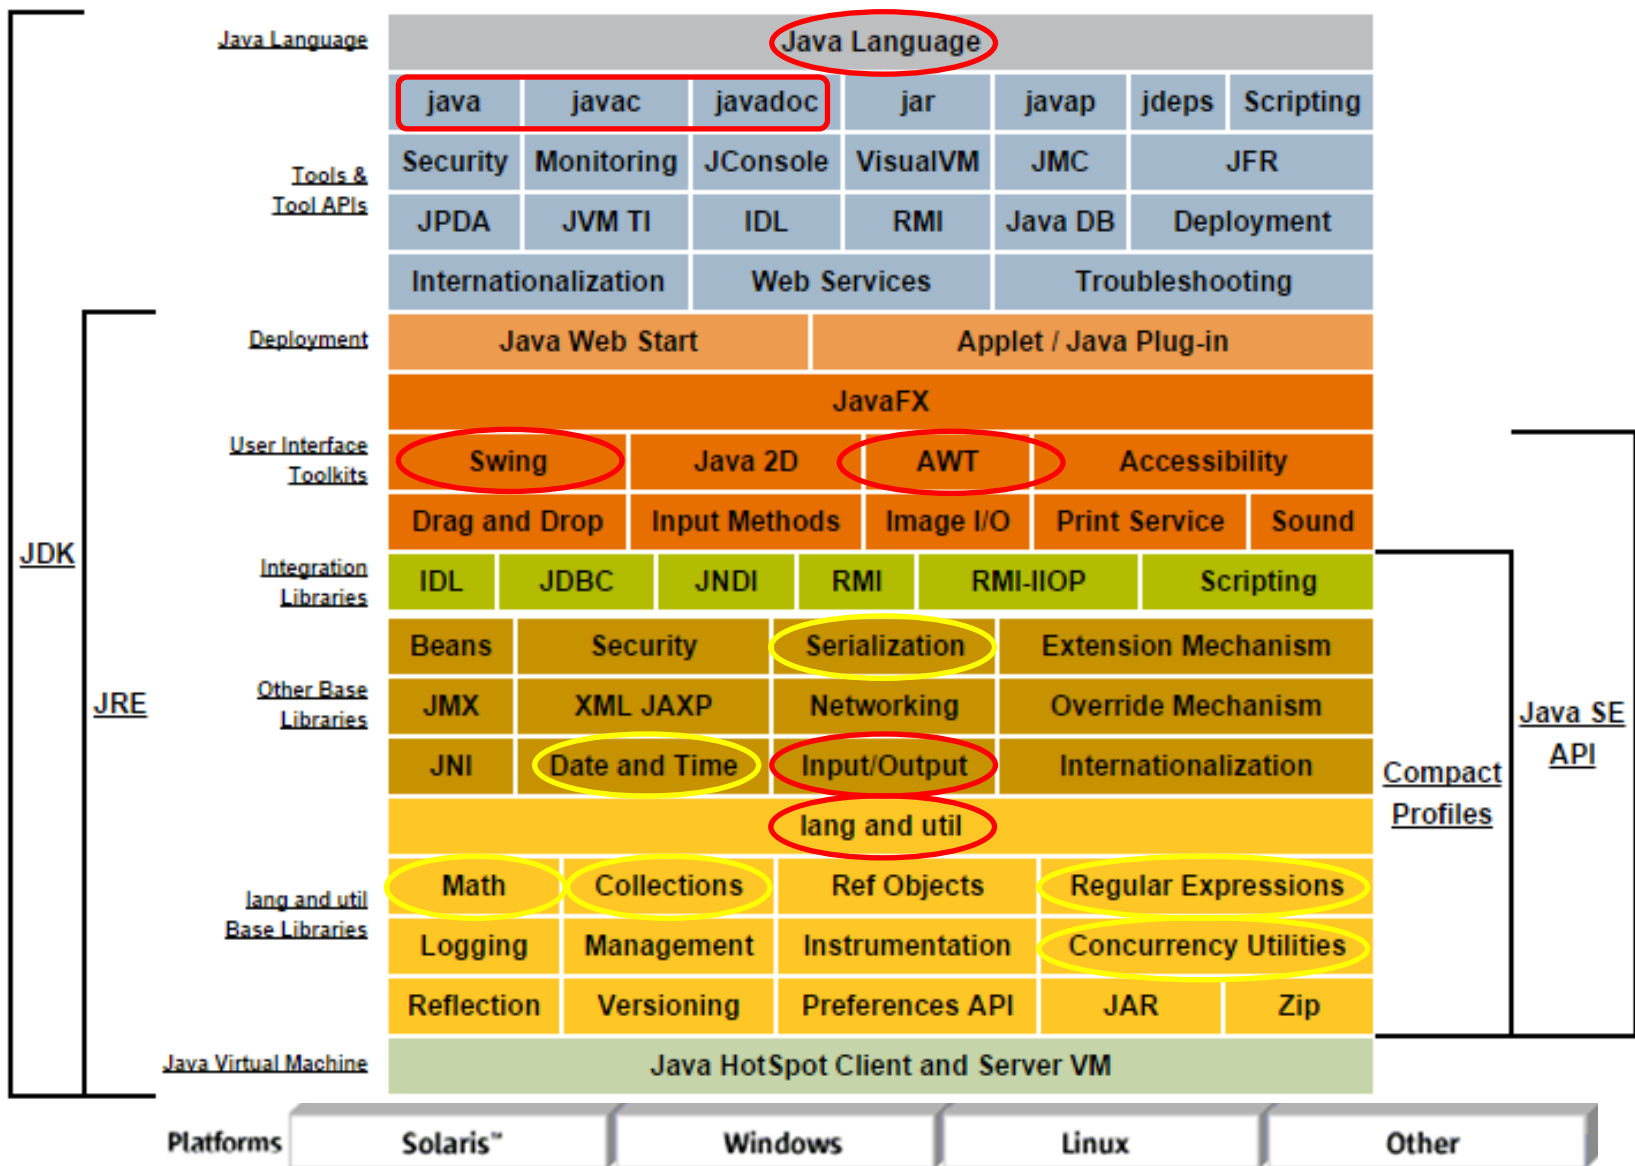 Java Language
Java Language
java javac javadoc jar javap jdeps Scripting
Tools &
Tool APIs
Security Monitoring JConsole VisualVM JMC JFR
JPDA JVM TI IDL RMI Java DB Deployment
Internationalization Web Services Troubleshooting
Deployment
Java Web Start Applet / Java Plug-in
JavaFX
User Interface
Toolkits
Swing Java 2D AWT Accessibility
Drag and Drop Input Methods Image I/O Print Service Sound
JDK
Integration
Libraries
IDL JDBC JNDI RMI RMI-IIOP Scripting
Beans Security Serialization Extension Mechanism
JRE
Other Base
Libraries
JMX XML JAXP Networking Override Mechanism
Java SE
API
JNI Date and Time Input/Output Internationalization
Compact
Profiles
lang and util
lang and util
Base Libraries
Math Collections Ref Objects Regular Expressions
Logging Management Instrumentation Concurrency Utilities
Reflection Versioning Preferences API JAR Zip
Java Virtual Machine
Java HotSpot Client and Server VM
Platforms Solaris™ Windows Linux Other